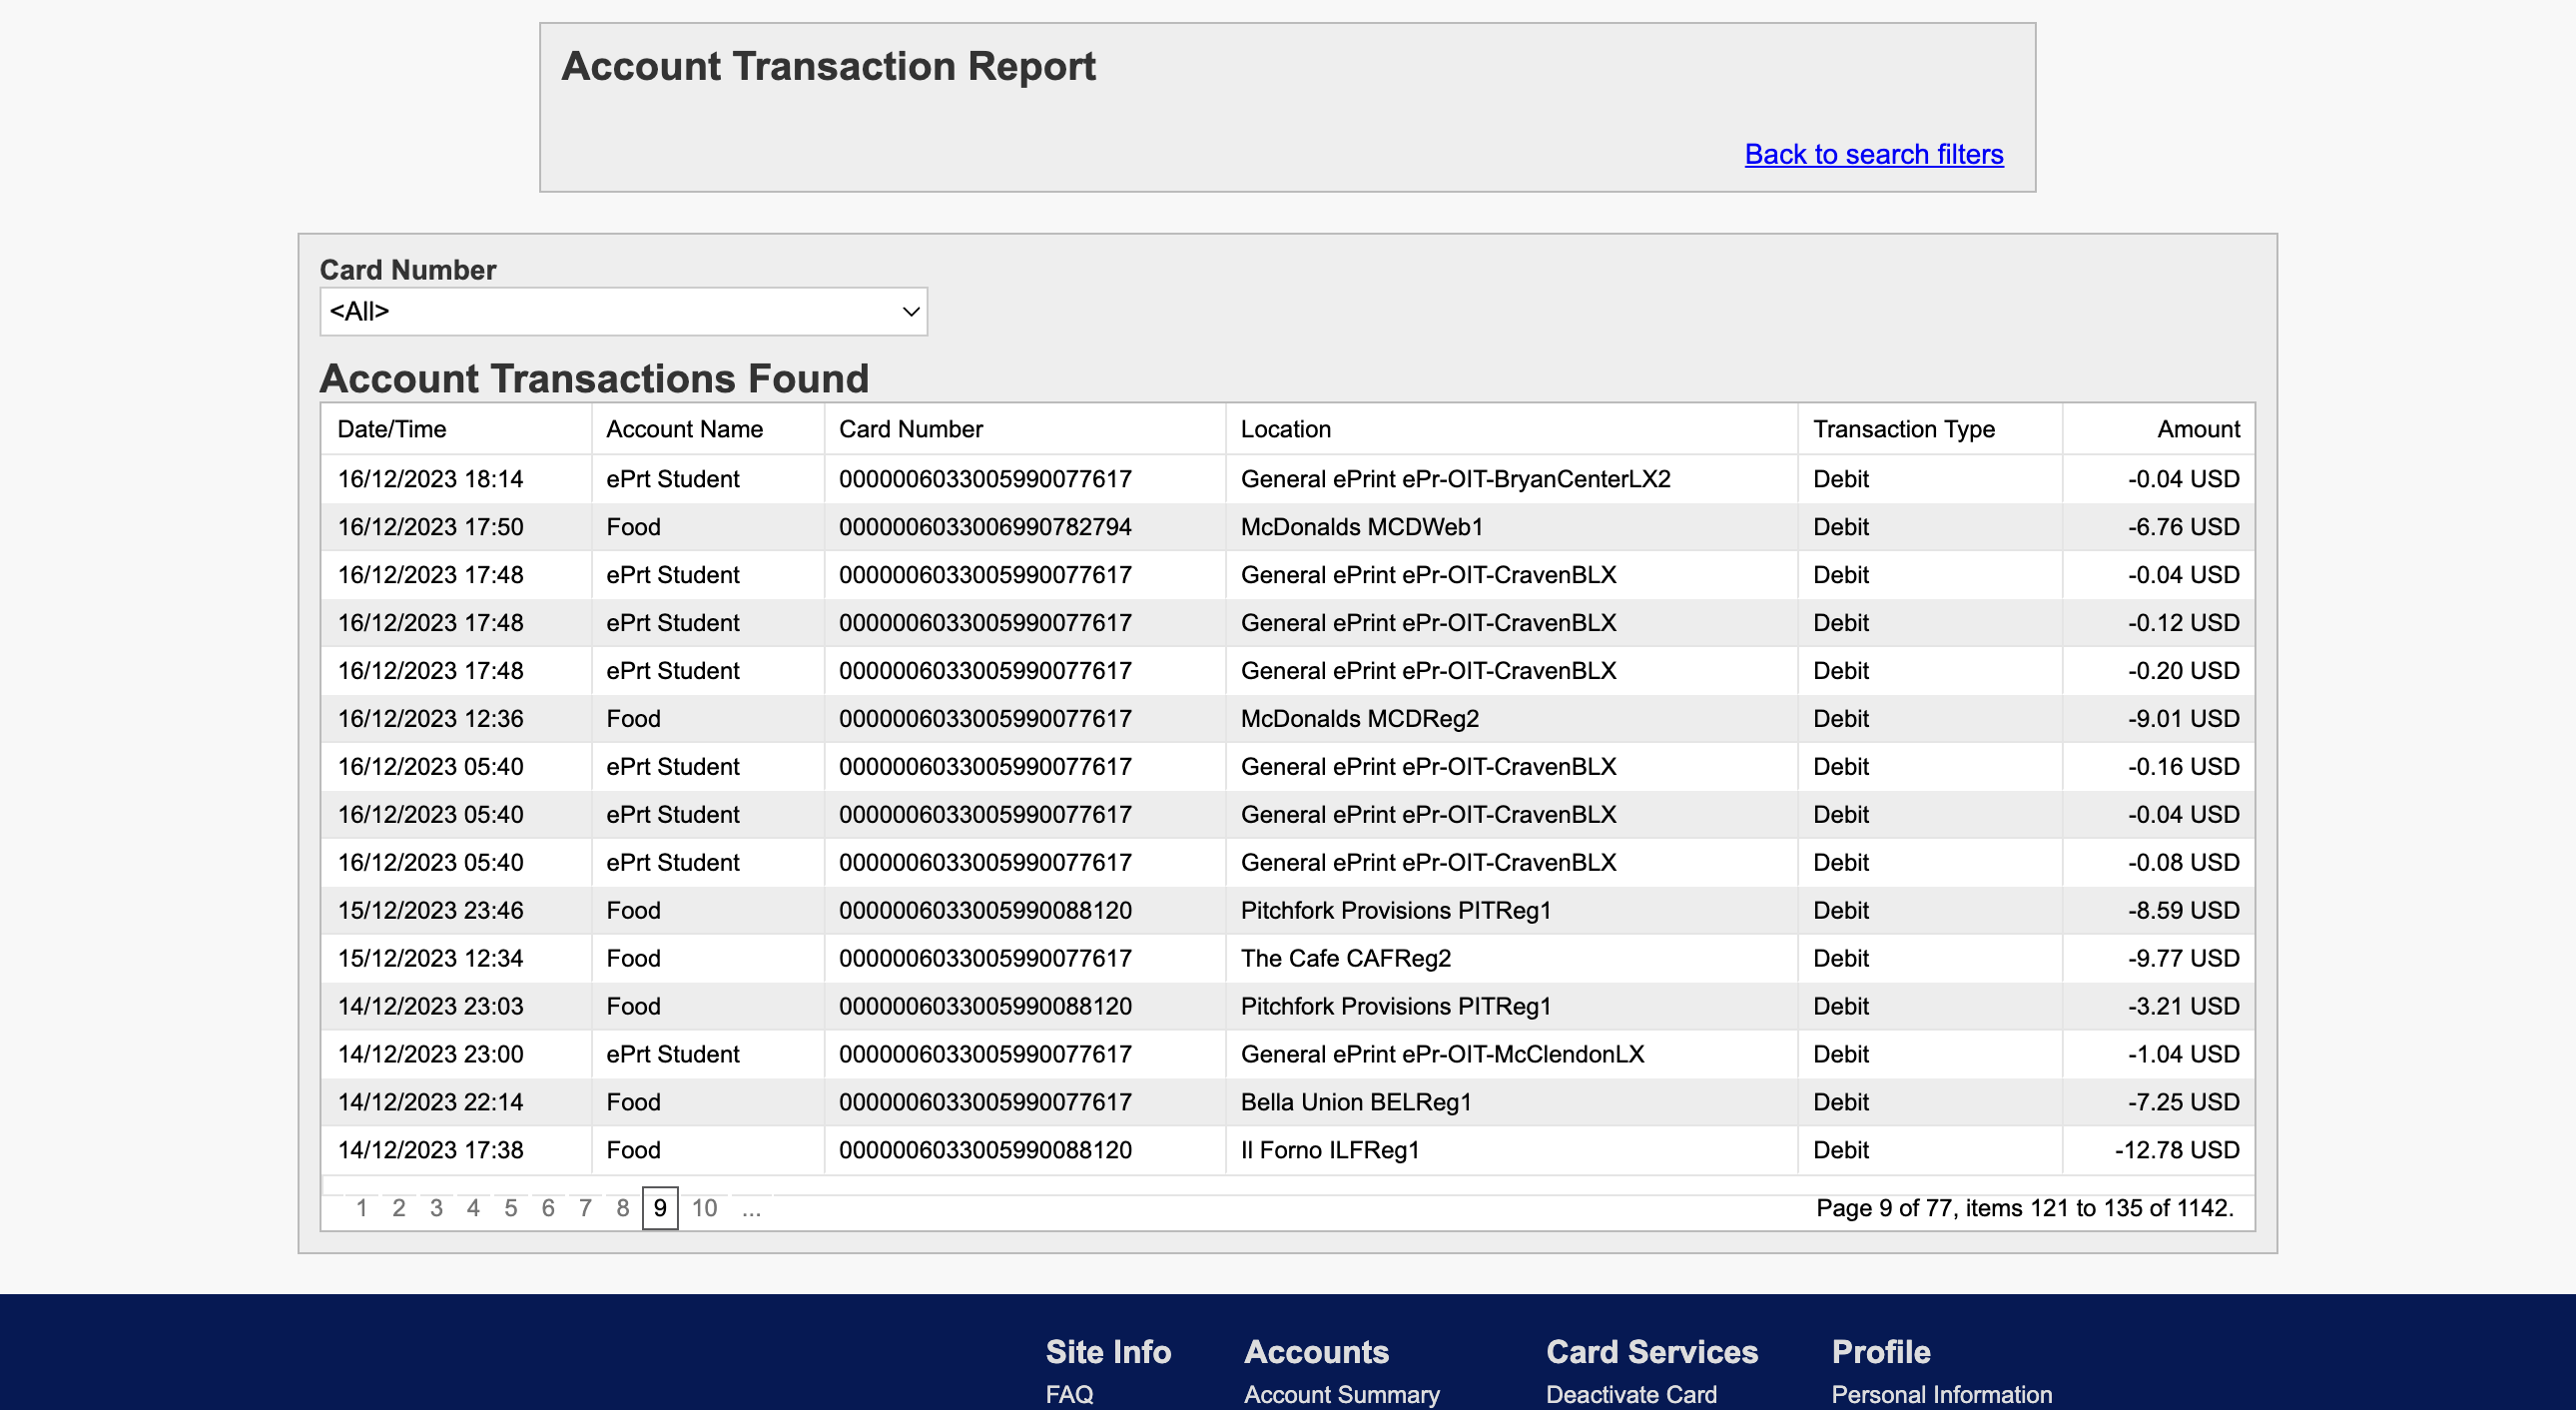 Account Transaction Report
Back to search filters
Card Number
<All>
Account Transactions Found
Date/Time Account Name Card Number Location Transaction Type Amount
16/12/2023 18:14 ePrt Student 0000006033005990077617 General ePrint ePr-OIT-BryanCenterLX2 Debit -0.04 USD
16/12/2023 17:50 Food 0000006033006990782794 McDonalds MCDWeb1 Debit -6.76 USD
16/12/2023 17:48 ePrt Student 0000006033005990077617 General ePrint ePr-OIT-CravenBLX Debit -0.04 USD
16/12/2023 17:48 ePrt Student 0000006033005990077617 General ePrint ePr-OIT-CravenBLX Debit -0.12 USD
16/12/2023 17:48 ePrt Student 0000006033005990077617 General ePrint ePr-OIT-CravenBLX Debit -0.20 USD
16/12/2023 12:36 Food 0000006033005990077617 McDonalds MCDReg2 Debit -9.01 USD
16/12/2023 05:40 ePrt Student 0000006033005990077617 General ePrint ePr-OIT-CravenBLX Debit -0.16 USD
16/12/2023 05:40 ePrt Student 0000006033005990077617 General ePrint ePr-OIT-CravenBLX Debit -0.04 USD
16/12/2023 05:40 ePrt Student 0000006033005990077617 General ePrint ePr-OIT-CravenBLX Debit -0.08 USD
15/12/2023 23:46 Food 0000006033005990088120 Pitchfork Provisions PITReg1 Debit -8.59 USD
15/12/2023 12:34 Food 0000006033005990077617 The Cafe CAFReg2 Debit -9.77 USD
14/12/2023 23:03 Food 0000006033005990088120 Pitchfork Provisions PITReg1 Debit -3.21 USD
14/12/2023 23:00 ePrt Student 0000006033005990077617 General ePrint ePr-OIT-McClendonLX Debit -1.04 USD
14/12/2023 22:14 Food 0000006033005990077617 Bella Union BELReg1 Debit -7.25 USD
14/12/2023 17:38 Food 0000006033005990088120 Il Forno ILFReg1 Debit -12.78 USD
1 2 3 4 5 6 7 8 9 10 ... Page 9 of 77, items 121 to 135 of 1142.
Site Info Accounts Card Services Profile
FAQ Account Summary Deactivate Card Personal Information